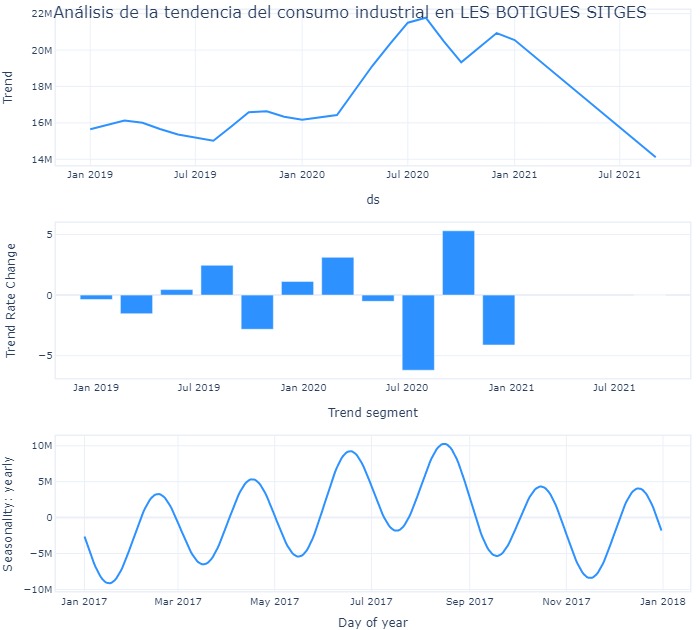 Análisis de la tendencia del consumo industrial en LES BOTIGUES SITGES
22M
20M
18M
16M
14M
Trend
Jan 2019 Jul 2019 Jan 2020 Jul 2020 Jan 2021 Jul 2021
ds
5
0
−5
Trend Rate Change
Jan 2019 Jul 2019 Jan 2020 Jul 2020 Jan 2021 Jul 2021
Trend segment
10M
5M
0
−5M
−10M
Seasonality: yearly
Jan 2017 Mar 2017 May 2017 Jul 2017 Sep 2017 Nov 2017 Jan 2018
Day of year